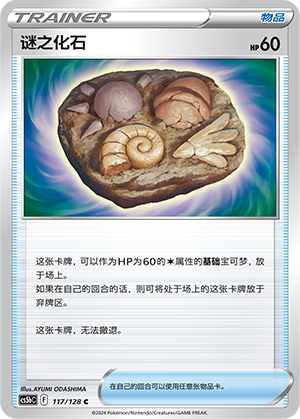 TRAINER 物品
谜之化石 HP60
这张卡牌，可以作为HP为60的✶属性的基础宝可梦，放
于场上。
如果在自己的回合的话，则可将处于场上的这张卡牌放于
弃牌区。
这张卡牌，无法撤退。
Illus.AYUMI ODASHIMA
CS5bC F 117/128 C
在自己的回合可以使用任意张物品卡。
©2024 Pokémon/Nintendo/Creatures/GAME FREAK.